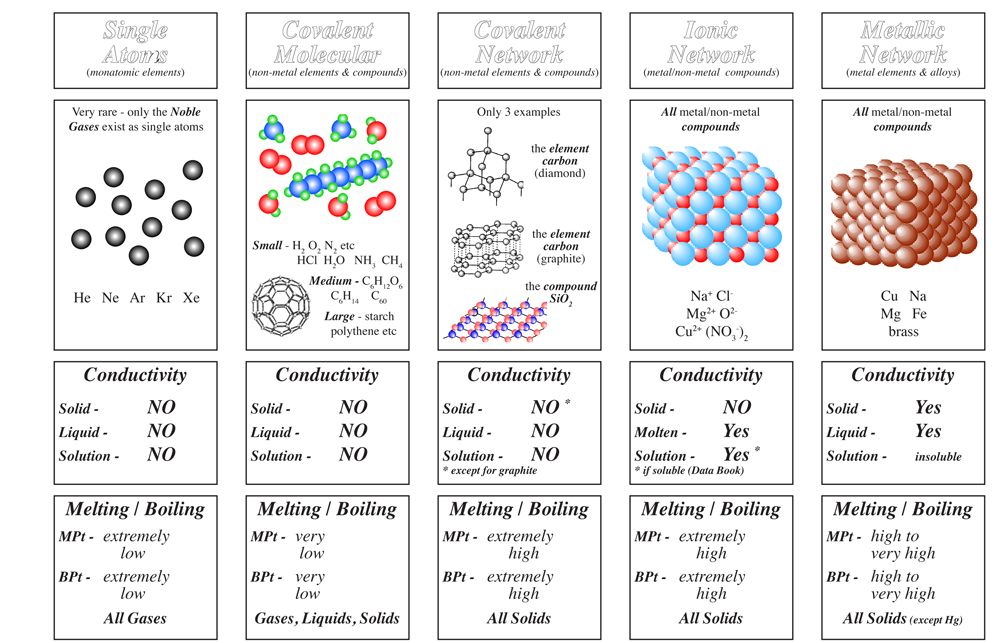 Single
Atoms
(monatomic elements)
Very rare - only the Noble
Gases exist as single atoms
He Ne Ar Kr Xe
Conductivity
Solid - NO
Liquid - NO
Solution - NO
Melting / Boiling
MPt - extremely
low
BPt - extremely
low
All Gases
Covalent
Molecular
(non-metal elements & compounds)
Small - H₂ O₂ N₂ etc
HCl H₂O NH₃ CH₄
Medium - C₆H₁₂O₆
C₆H₁₄ C₆₀
Large - starch
polythene etc
Conductivity
Solid - NO
Liquid - NO
Solution - NO
Melting / Boiling
MPt - very
low
BPt - very
low
Gases, Liquids, Solids
Covalent
Network
(non-metal elements & compounds)
Only 3 examples
the element
carbon
(diamond)
the element
carbon
(graphite)
the compound
SiO₂
Conductivity
Solid - NO *
Liquid - NO
Solution - NO
* except for graphite
Melting / Boiling
MPt - extremely
high
BPt - extremely
high
All Solids
Ionic
Network
(metal/non-metal compounds)
All metal/non-metal
compounds
Na⁺ Cl⁻
Mg²⁺ O²⁻
Cu²⁺ (NO₃⁻)₂
Conductivity
Solid - NO
Molten - Yes
Solution - Yes *
* if soluble (Data Book)
Melting / Boiling
MPt - extremely
high
BPt - extremely
high
All Solids
Metallic
Network
(metal elements & alloys)
All metal/non-metal
compounds
Cu Na
Mg Fe
brass
Conductivity
Solid - Yes
Liquid - Yes
Solution - insoluble
Melting / Boiling
MPt - high to
very high
BPt - high to
very high
All Solids (except Hg)